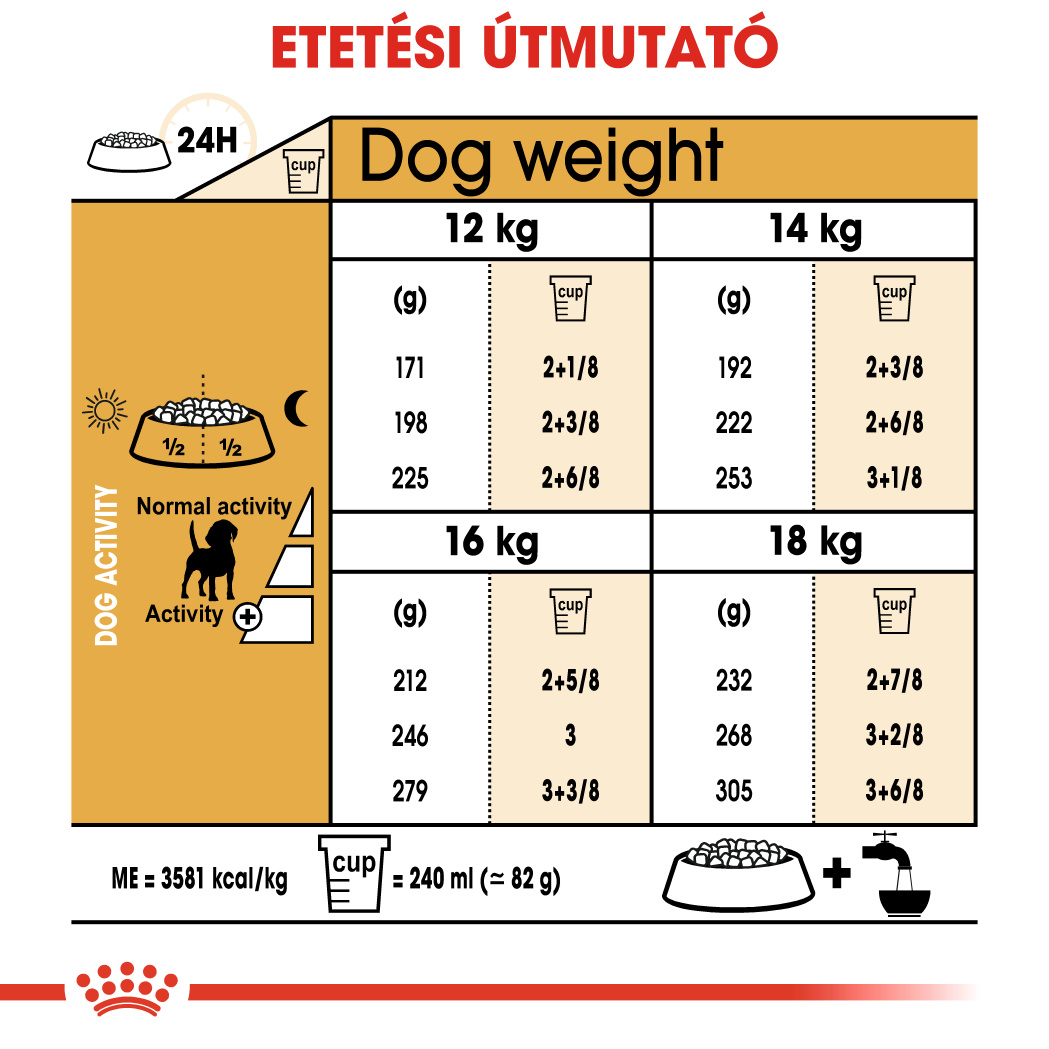 ETETÉSI ÚTMUTATÓ
24H
cup
Dog weight
12 kg
14 kg
(g)
cup
(g)
cup
171
2+1/8
192
2+3/8
198
2+3/8
222
2+6/8
225
2+6/8
253
3+1/8
½
½
DOG ACTIVITY
Normal activity
Activity +
16 kg
18 kg
(g)
cup
(g)
cup
212
2+5/8
232
2+7/8
246
3
268
3+2/8
279
3+3/8
305
3+6/8
ME = 3581 kcal/kg
cup
= 240 ml (≃ 82 g)
+